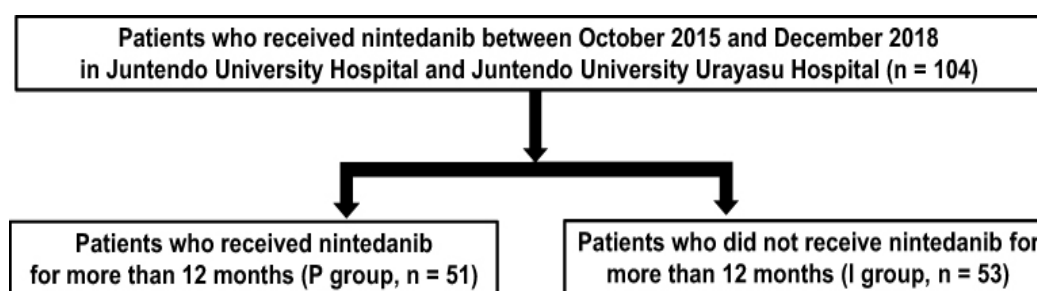 Patients who received nintedanib between October 2015 and December 2018
in Juntendo University Hospital and Juntendo University Urayasu Hospital (n = 104)
Patients who received nintedanib
for more than 12 months (P group, n = 51)
Patients who did not receive nintedanib for
more than 12 months (I group, n = 53)